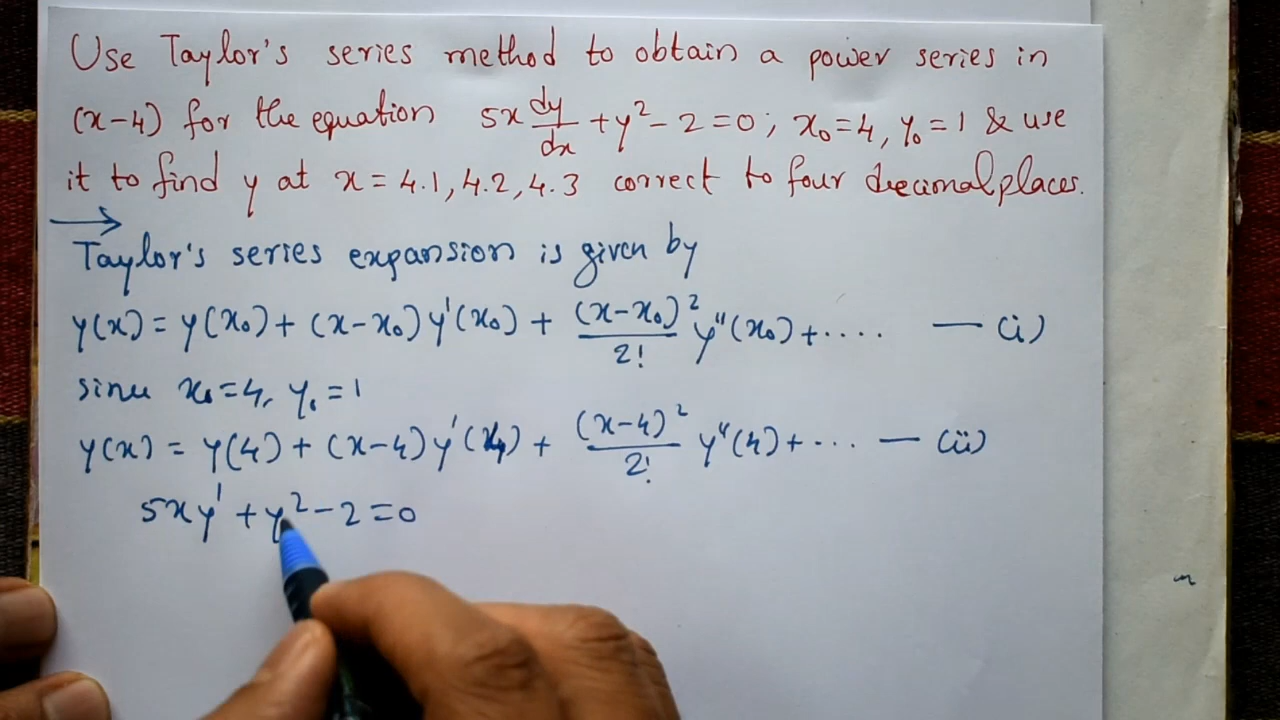 Use Taylor's series method to obtain a power series in
(x-4) for the equation 5x dy/dx + y² - 2 = 0 ; x₀ = 4, y₀ = 1 & use
it to find y at x = 4.1, 4.2, 4.3 correct to four decimal places.
Taylor's series expansion is given by
y(x) = y(x₀) + (x-x₀) y'(x₀) + (x-x₀)²/2! y''(x₀) + .... — (i)
since x₀ = 4, y₀ = 1
y(x) = y(4) + (x-4) y'(4) + (x-4)²/2! y''(4) + ... — (ii)
5xy' + y² - 2 = 0